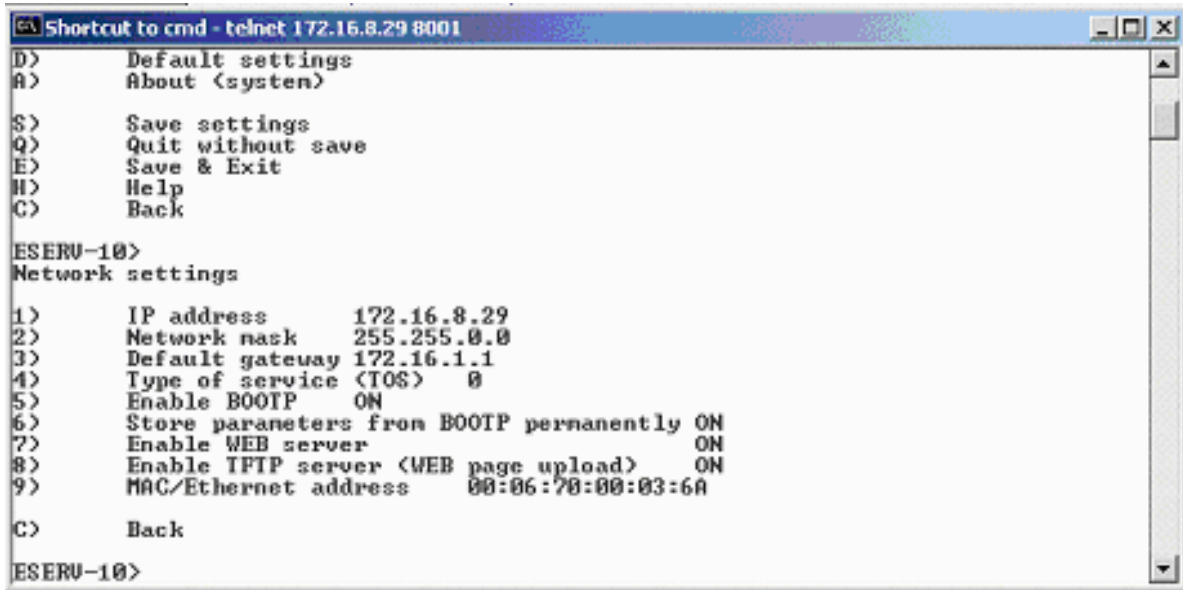 Shortcut to cmd - telnet 172.16.8.29 8001
D) Default settings
A) About (system)
S) Save settings
Q) Quit without save
E) Save & Exit
H) Help
C) Back
ESERV-10>
Network settings
1) IP address 172.16.8.29
2) Network mask 255.255.0.0
3) Default gateway 172.16.1.1
4) Type of service (TOS) 0
5) Enable BOOTP ON
6) Store parameters from BOOTP permanently ON
7) Enable WEB server ON
8) Enable TFTP server (WEB page upload) ON
9) MAC/Ethernet address 00:06:70:00:03:6A
C) Back
ESERV-10>